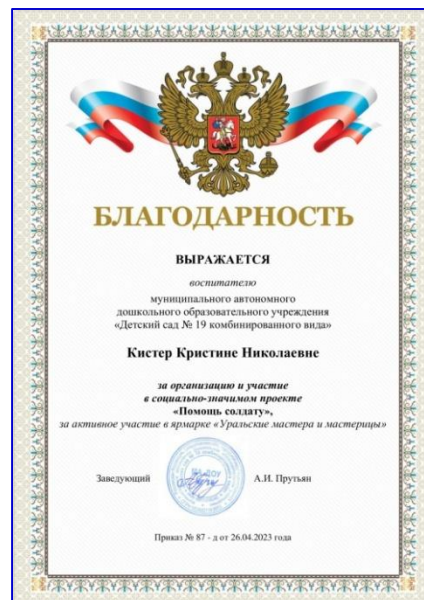 БЛАГОДАРНОСТЬ
ВЫРАЖАЕТСЯ
воспитателю
муниципального автономного
дошкольного образовательного учреждения
«Детский сад № 19 комбинированного вида»
Кистер Кристине Николаевне
за организацию и участие
в социально-значимом проекте
«Помощь солдату»,
за активное участие в ярмарке «Уральские мастера и мастерицы»
Заведующий А.И. Прутьян
Приказ № 87 - д от 26.04.2023 года